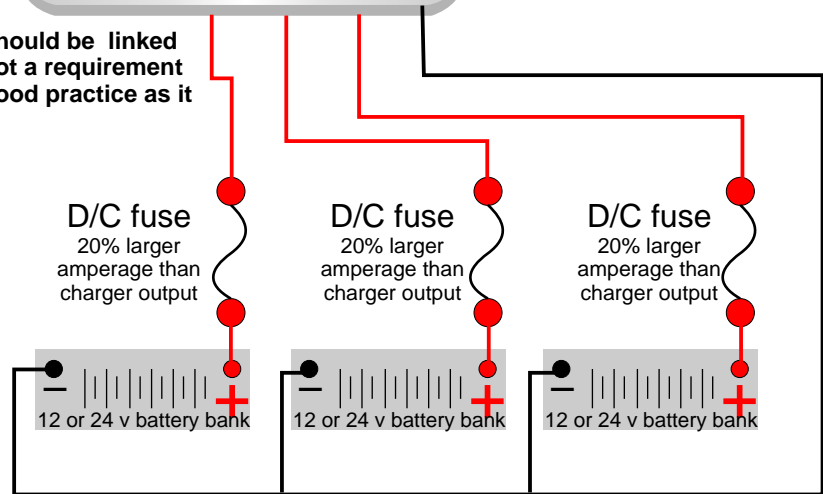 hould be linked
ot a requirement
ood practice as it
D/C fuse
20% larger
amperage than
charger output
D/C fuse
20% larger
amperage than
charger output
D/C fuse
20% larger
amperage than
charger output
− +
12 or 24 v battery bank
− +
12 or 24 v battery bank
− +
12 or 24 v battery bank